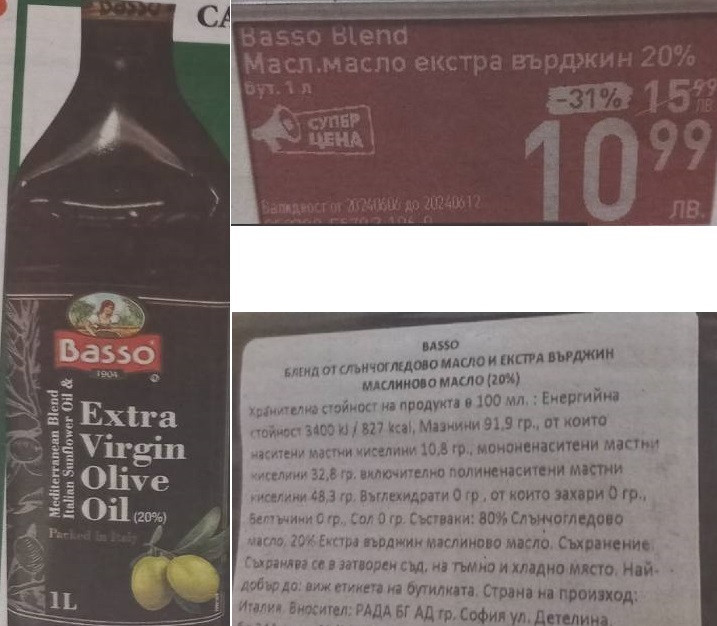 Basso
CA
BASSO
1904
Mediterranean Blend
Italian Sunflower Oil &
Extra
Virgin
Olive
Oil (20%)
Packed in Italy
1L
Basso Blend
Масл.масло екстра върджин 20%
бут. 1 л
-31% 15.99 ЛВ.
СУПЕР
ЦЕНА
10 99
ЛВ.
Валидност от 20240606 до 20240612
BASSO
БЛЕНД ОТ СЛЪНЧОГЛЕДОВО МАСЛО И ЕКСТРА ВЪРДЖИН
МАСЛИНОВО МАСЛО (20%)
Хранителна стойност на продукта в 100 мл. : Енергийна
стойност 3400 kJ / 827 kcal, Мазнини 91,9 гр., от които
наситени мастни киселини 10,8 гр., мононенаситени мастни
киселини 32,8 гр. включително полиненаситени мастни
киселини 48,3 гр. Въглехидрати 0 гр., от които захари 0 гр.,
Белтъчини 0 гр., Сол 0 гр. Съставки: 80% Слънчогледово
масло, 20% Екстра върджин маслиново масло. Съхранение:
Съхранява се в затворен съд, на тъмно и хладно място. Най-
добър до: виж етикета на бутилката. Страна на произход:
Италия. Вносител: РАДА БГ АД гр. София ул. Детелина